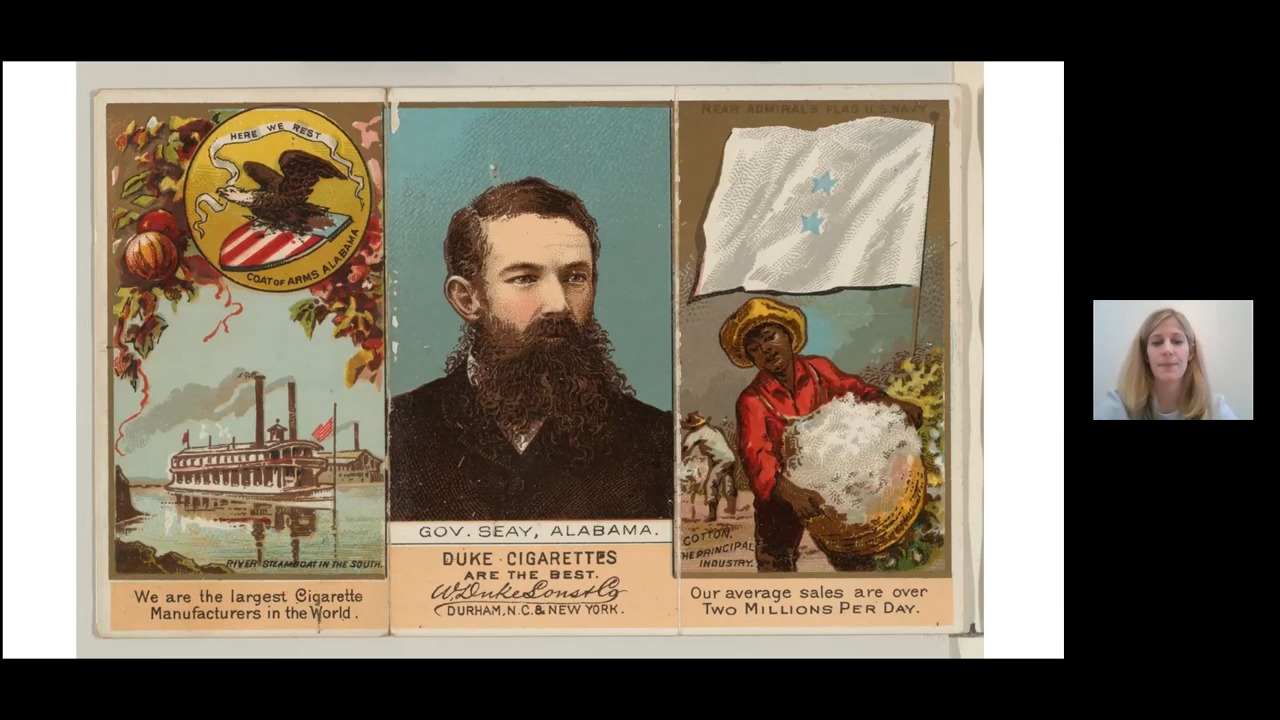 HERE WE REST
COAT OF ARMS ALABAMA
RIVER STEAMBOAT IN THE SOUTH.
We are the largest Cigarette
Manufacturers in the World.
GOV. SEAY, ALABAMA.
DUKE CIGARETTES
ARE THE BEST.
W. Duke Sons & Co
DURHAM, N.C. & NEW YORK.
REAR ADMIRAL'S FLAG U.S. NAVY
COTTON.
THE PRINCIPAL
INDUSTRY.
Our average sales are over
TWO MILLIONS PER DAY.